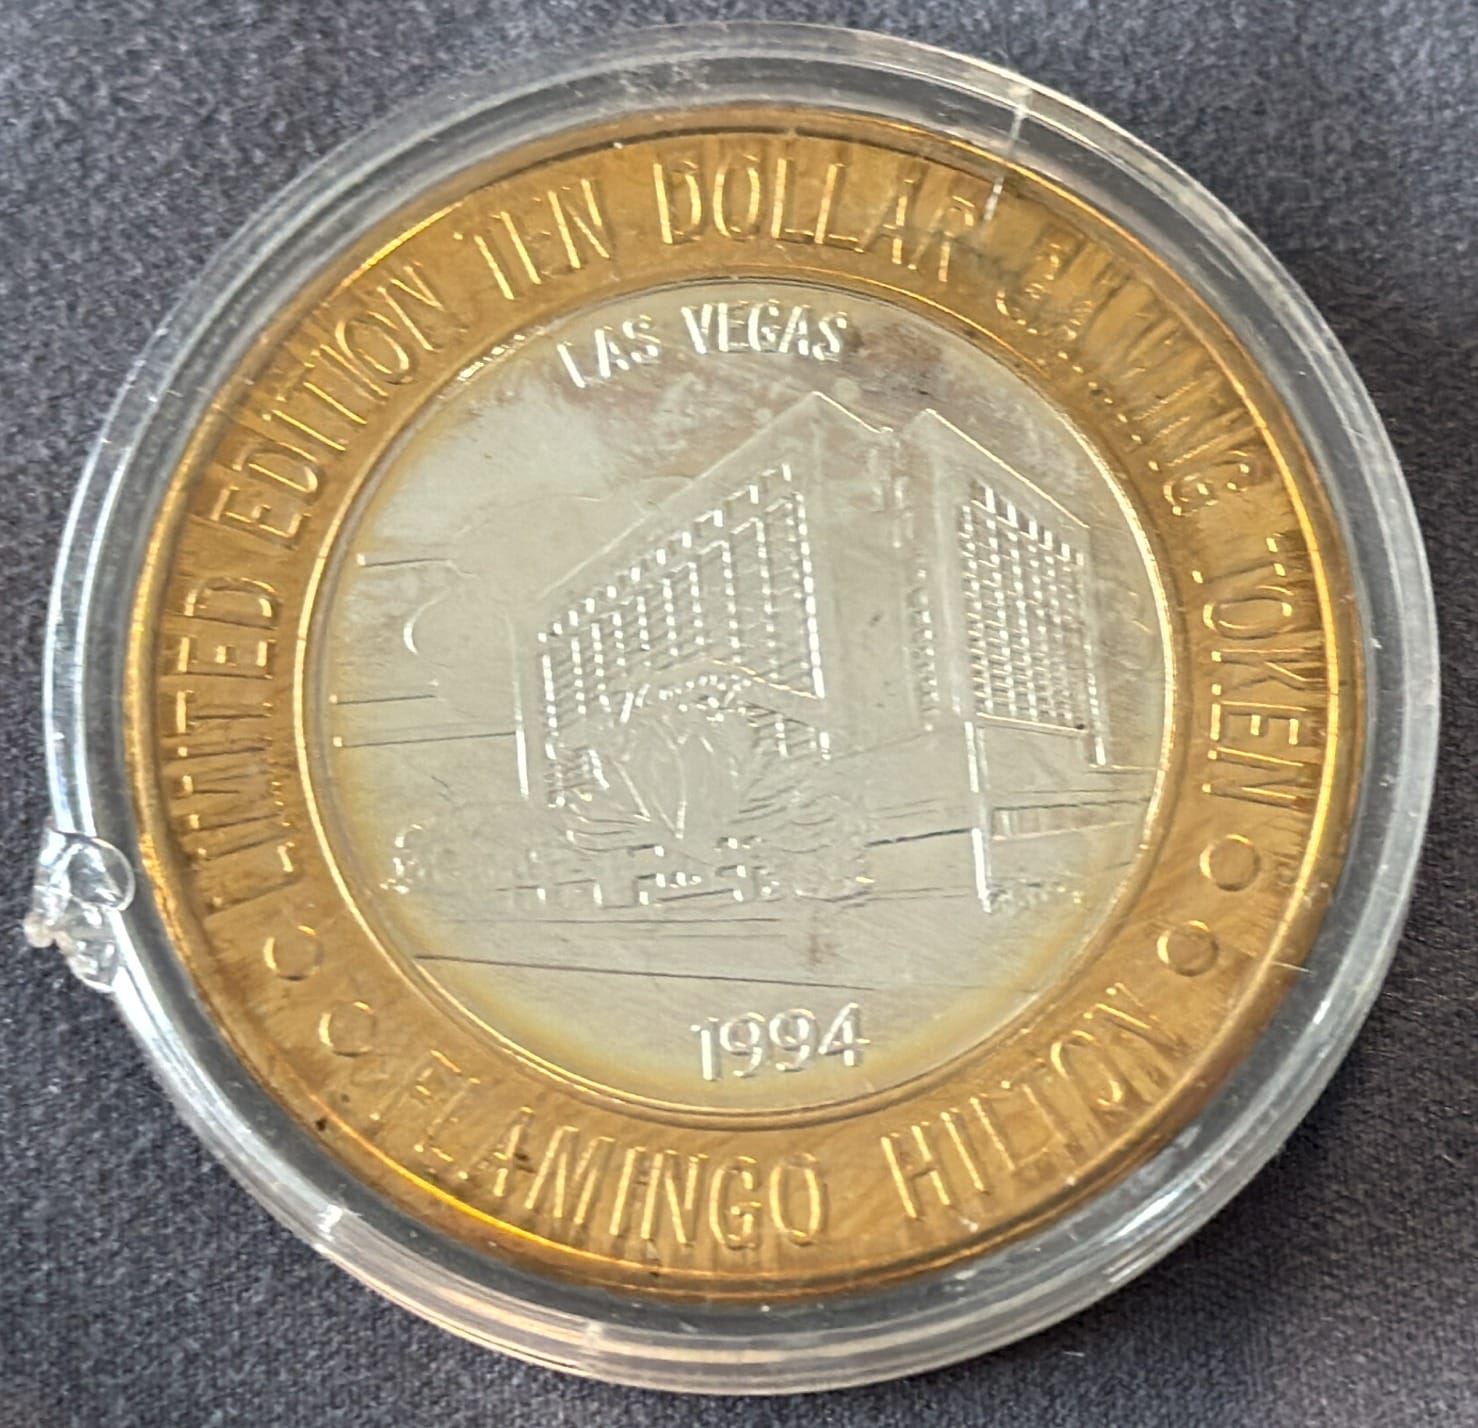 LIMITED EDITION TEN DOLLAR GAMING TOKEN
LAS VEGAS
1994
FLAMINGO HILTON